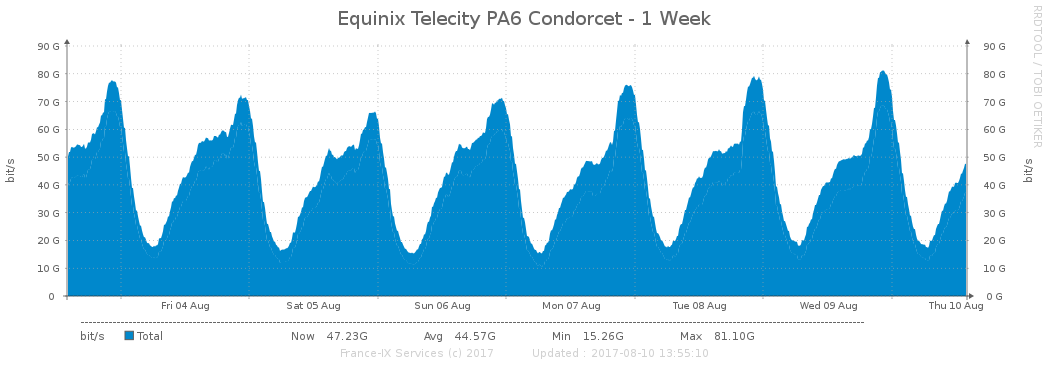 Equinix Telecity PA6 Condorcet - 1 Week
RRDTOOL / TOBI OETIKER
90 G 90 G
80 G 80 G
70 G 70 G
60 G 60 G
50 G 50 G
40 G 40 G
30 G 30 G
20 G 20 G
10 G 10 G
0 0 G
bit/s bit/s
Fri 04 Aug Sat 05 Aug Sun 06 Aug Mon 07 Aug Tue 08 Aug Wed 09 Aug Thu 10 Aug
bit/s Total Now 47.23G Avg 44.57G Min 15.26G Max 81.10G
France-IX Services (c) 2017 Updated : 2017-08-10 13:55:10